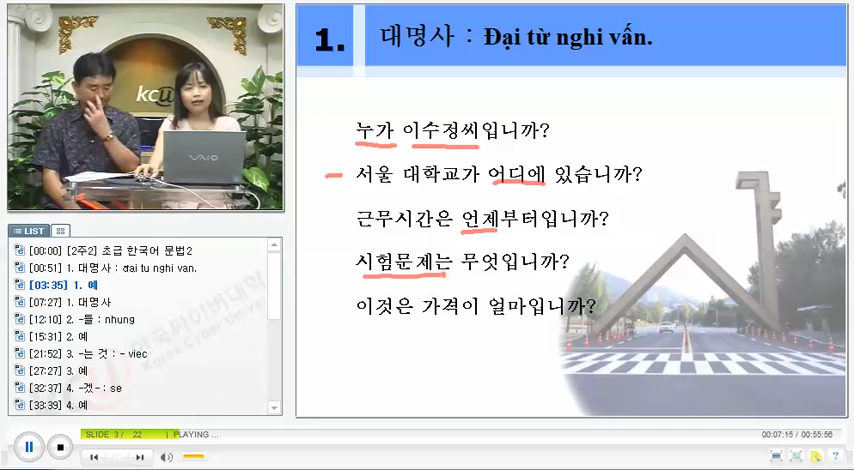 kcu
VAIO
1.
대명사 : Đại từ nghi vấn.
누가 이수정씨입니까?
서울 대학교가 어디에 있습니까?
근무시간은 언제부터입니까?
시험문제는 무엇입니까?
이것은 가격이 얼마입니까?
LIST
[00:00] [2주2] 초급 한국어 문법2
[00:51] 1. 대명사 : đai tu nghi van.
[03:35] 1. 예
[07:27] 1. 대명사
[12:10] 2. -들 : nhung
[15:31] 2. 예
[21:52] 3. -는 것 : - viec
[27:27] 3. 예
[32:37] 4. -겠- : se
[33:39] 4. 예
SLIDE 3 / 22 | PLAYING ...
00:07:15 / 00:55:56